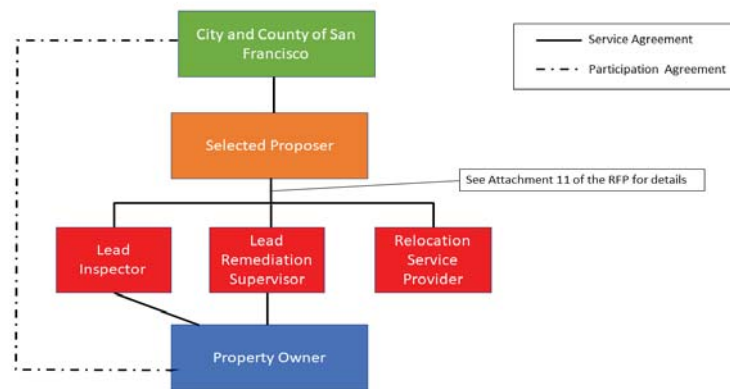 City and County of San
Francisco
Service Agreement
Participation Agreement
Selected Proposer
See Attachment 11 of the RFP for details
Lead
Inspector
Lead
Remediation
Supervisor
Relocation
Service
Provider
Property Owner